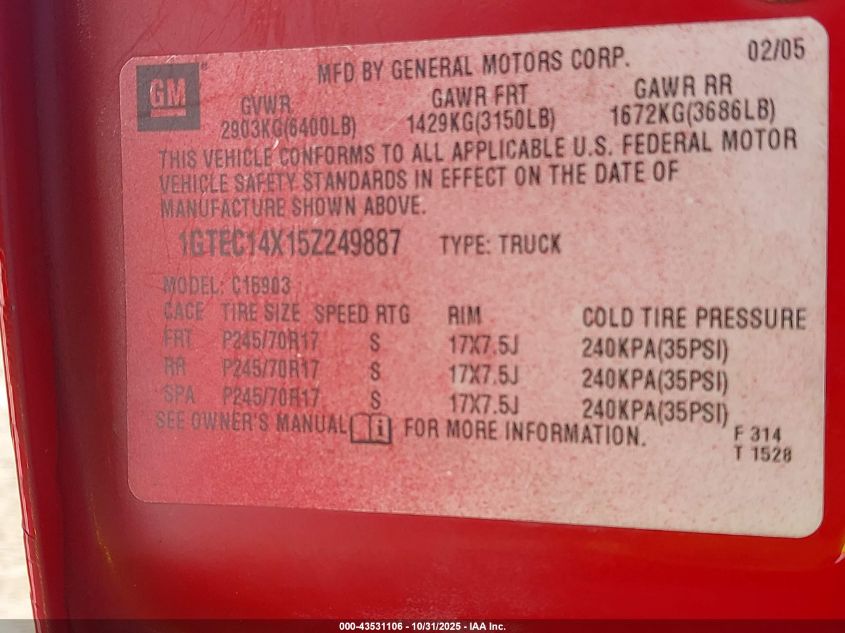 GM
MFD BY GENERAL MOTORS CORP. 02/05
GVWR GAWR FRT GAWR RR
2903KG(6400LB) 1429KG(3150LB) 1672KG(3686LB)
THIS VEHICLE CONFORMS TO ALL APPLICABLE U.S. FEDERAL MOTOR
VEHICLE SAFETY STANDARDS IN EFFECT ON THE DATE OF
MANUFACTURE SHOWN ABOVE.
1GTEC14X15Z249887 TYPE: TRUCK
MODEL: C15903
CACE TIRE SIZE SPEED RTG RIM COLD TIRE PRESSURE
FRT P245/70R17 S 17X7.5J 240KPA(35PSI)
RR P245/70R17 S 17X7.5J 240KPA(35PSI)
SPA P245/70R17 S 17X7.5J 240KPA(35PSI)
SEE OWNER'S MANUAL FOR MORE INFORMATION.
F 314
T 1528
000-43531106 - 10/31/2025 - IAA Inc.